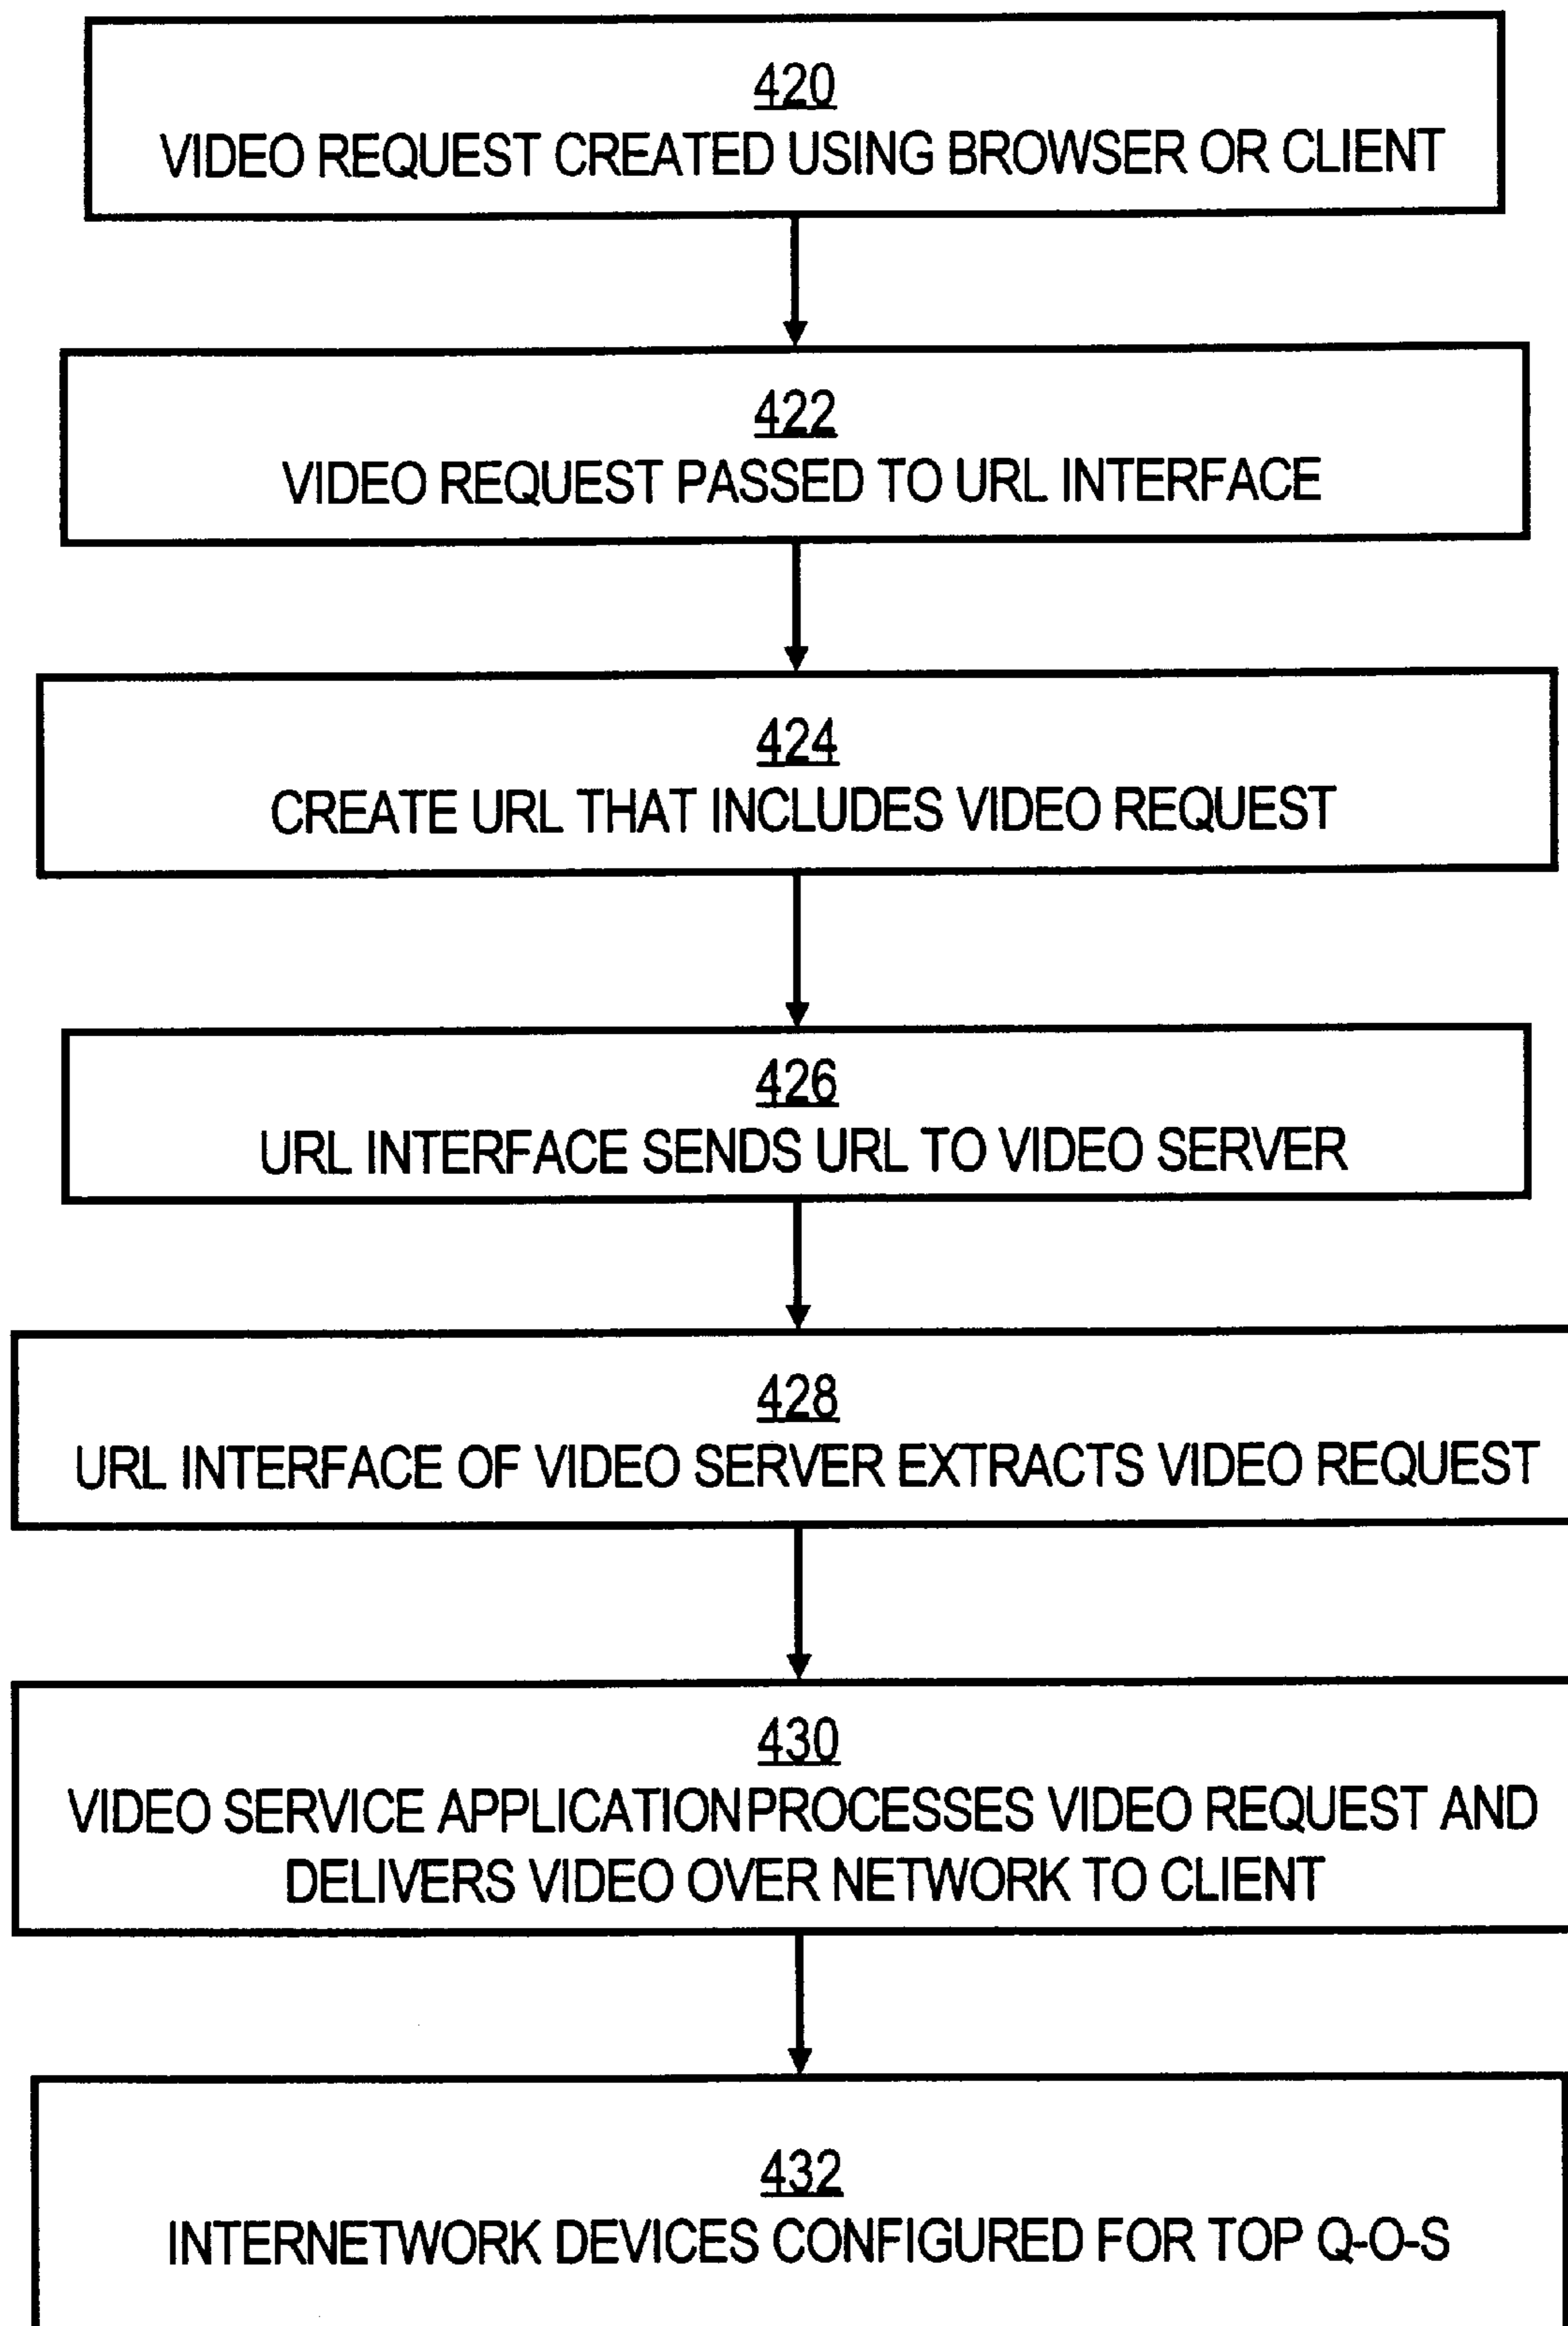 420
VIDEO REQUEST CREATED USING BROWSER OR CLIENT
422
VIDEO REQUEST PASSED TO URL INTERFACE
424
CREATE URL THAT INCLUDES VIDEO REQUEST
426
URL INTERFACE SENDS URL TO VIDEO SERVER
428
URL INTERFACE OF VIDEO SERVER EXTRACTS VIDEO REQUEST
430
VIDEO SERVICE APPLICATION PROCESSES VIDEO REQUEST AND
DELIVERS VIDEO OVER NETWORK TO CLIENT
432
INTERNETWORK DEVICES CONFIGURED FOR TOP Q-O-S